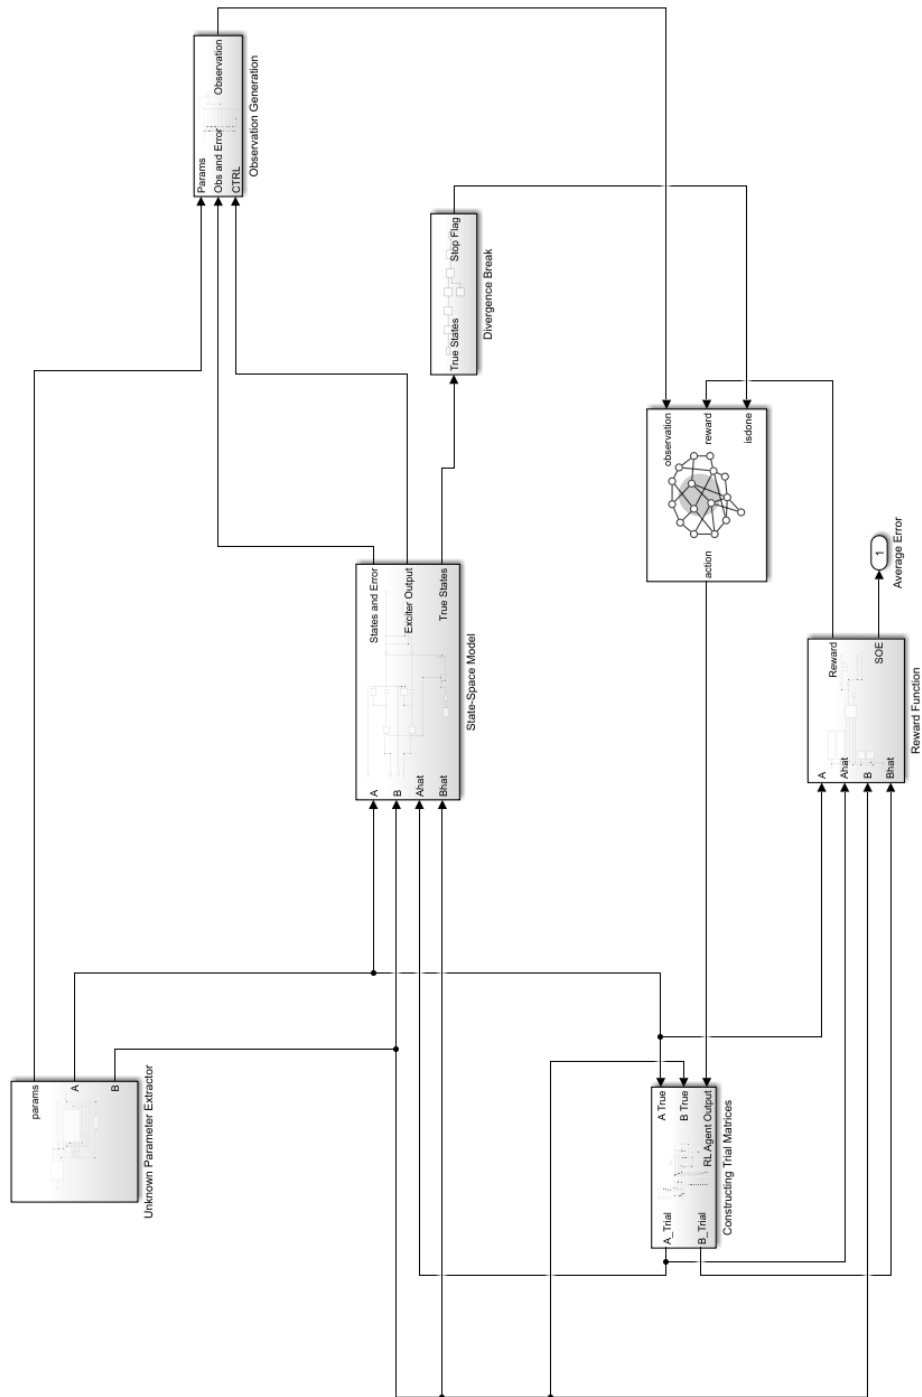 params
A
B
Unknown Parameter Extractor
A
B
Ahat
Bhat
States and Error
Exciter Output
True States
State-Space Model
Params
Obs and Error
CTRL
Observation
Observation Generation
True States
Stop Flag
Divergence Break
A_Trial
B_Trial
A True
B True
RL Agent Output
Constructing Trial Matrices
action
observation
reward
isdone
A
Ahat
B
Bhat
Reward
SOE
Reward Function
1
Average Error